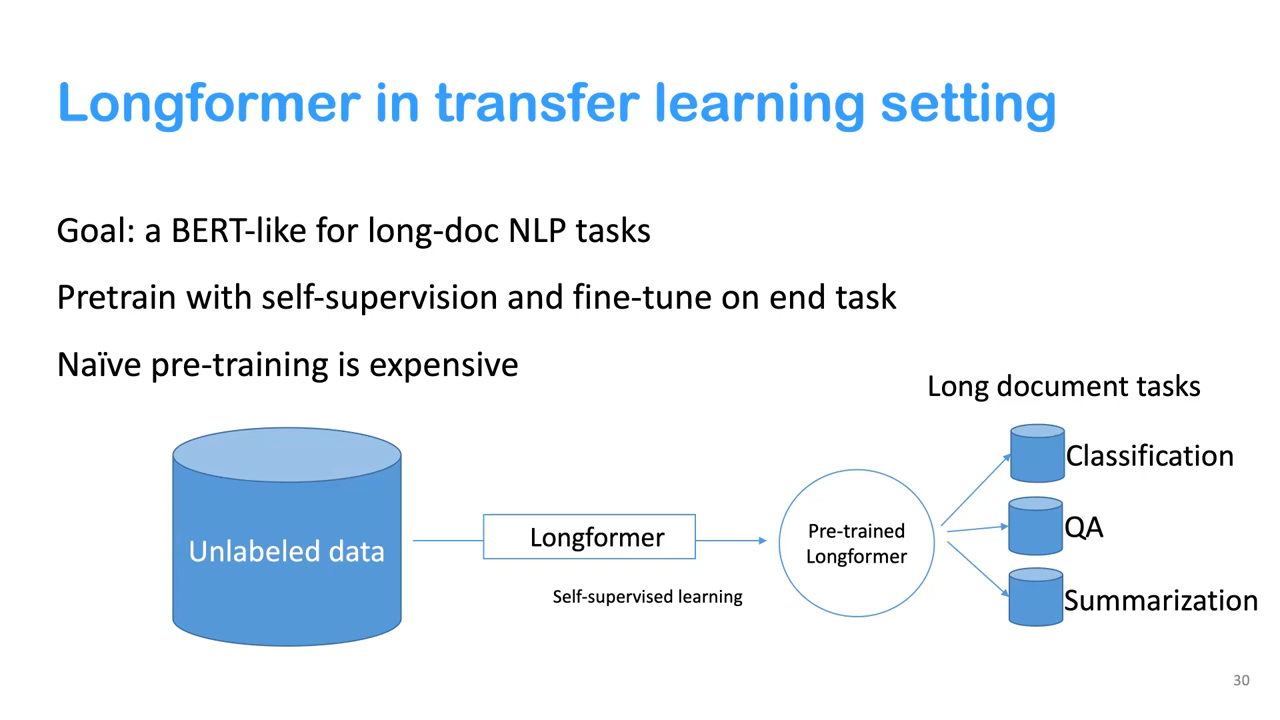 Longformer in transfer learning setting
Goal: a BERT-like for long-doc NLP tasks
Pretrain with self-supervision and fine-tune on end task
Naïve pre-training is expensive
Unlabeled data
Longformer
Self-supervised learning
Pre-trained
Longformer
Long document tasks
Classification
QA
Summarization
30